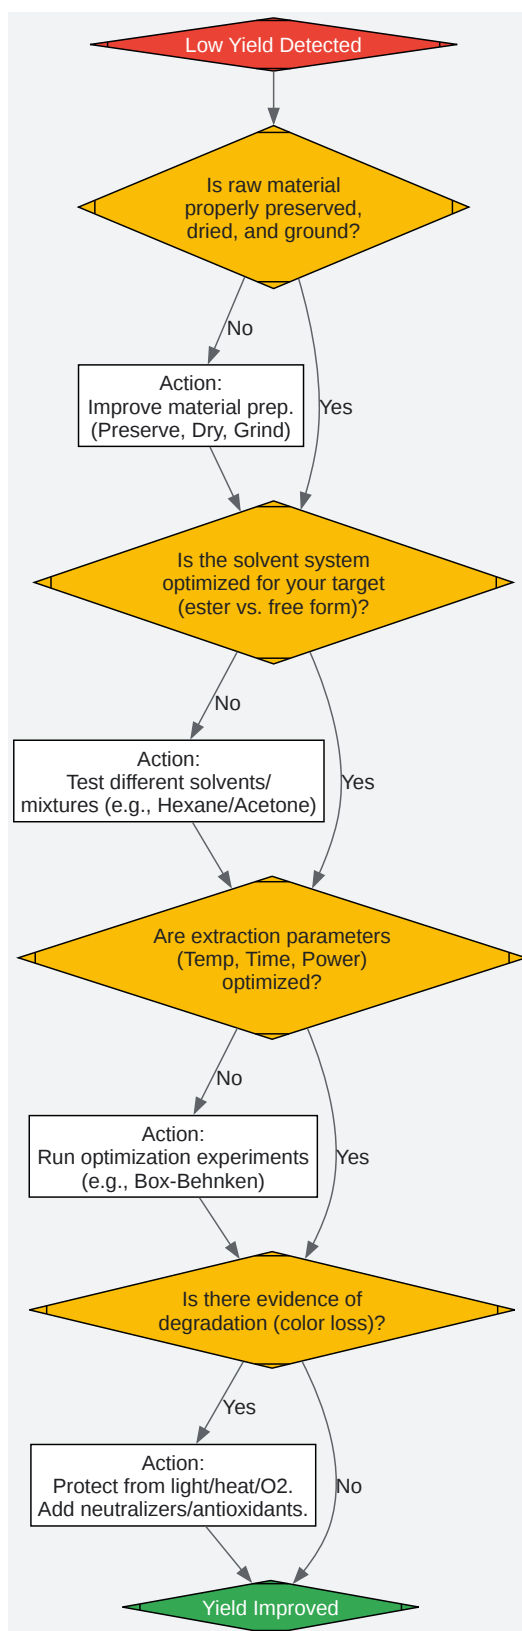 Low Yield Detected
Is raw material
properly preserved,
dried, and ground?
No
Action:
Improve material prep.
(Preserve, Dry, Grind)
Yes
Is the solvent system
optimized for your target
(ester vs. free form)?
No
Action:
Test different solvents/
mixtures (e.g., Hexane/Acetone)
Yes
Are extraction parameters
(Temp, Time, Power)
optimized?
No
Action:
Run optimization experiments
(e.g., Box-Behnken)
Yes
Is there evidence of
degradation (color loss)?
Yes
Action:
Protect from light/heat/O2.
Add neutralizers/antioxidants.
No
Yield Improved